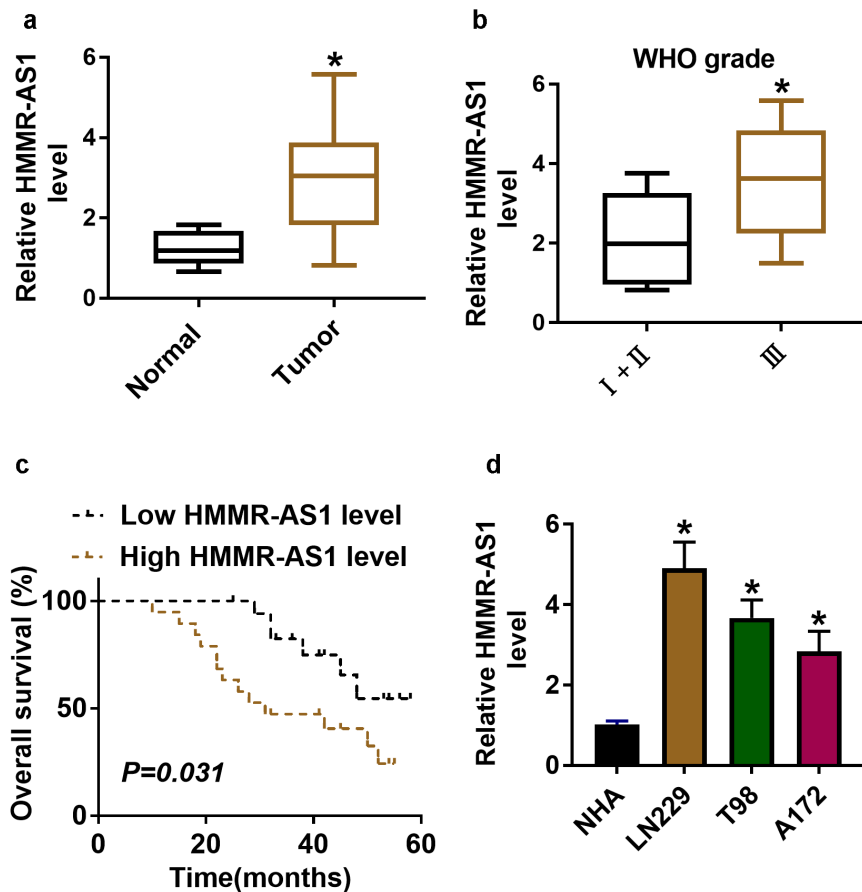 a
Relative HMMR-AS1
level
6
4
2
0
*
Normal
Tumor
b
WHO grade
Relative HMMR-AS1
level
6
4
2
0
*
Ⅰ+Ⅱ
Ⅲ
c
Low HMMR-AS1 level
High HMMR-AS1 level
Overall survival (%)
100
50
0
P=0.031
0
20
40
60
Time(months)
d
Relative HMMR-AS1
level
6
4
2
0
*
*
*
NHA
LN229
T98
A172